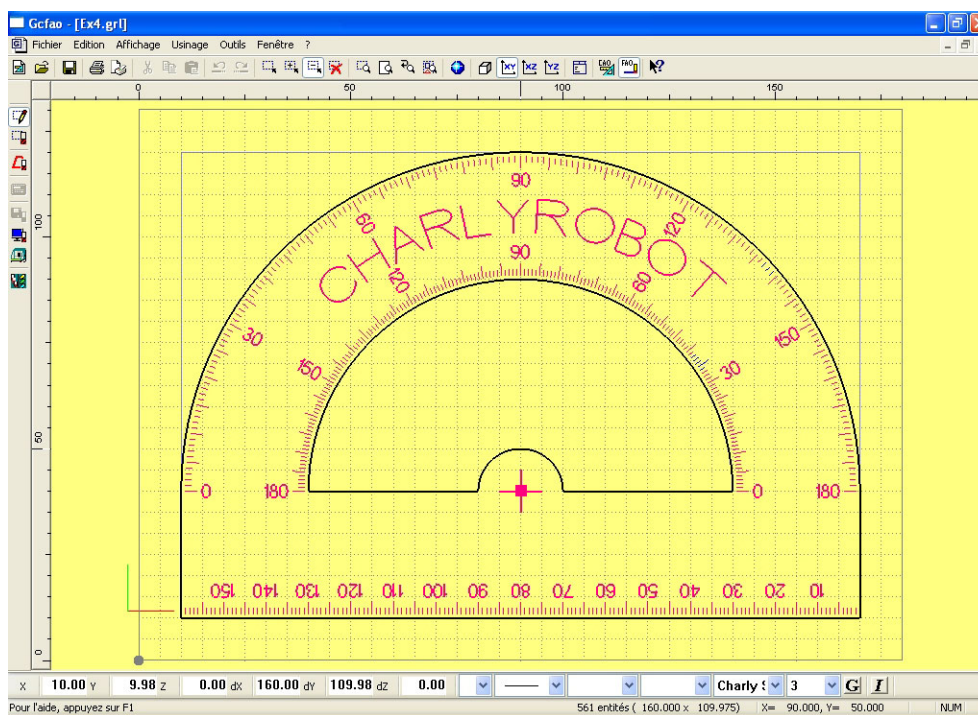 Gcfao - [Ex4.grl]
Fichier Edition Affichage Usinage Outils Fenêtre ?
XY XZ YZ FAO
0 50 100 150
90
60 120
CHARLYROBOT
90
120 60
100
30 150
150 30
50
0 180 0 180
150 140 130 120 110 100 90 80 70 60 50 40 30 20 10
0
X 10.00 Y 9.98 Z 0.00 dX 160.00 dY 109.98 dZ 0.00 Charly 3 G I
Pour l'aide, appuyez sur F1 561 entités ( 160.000 x 109.975) X= 90.000, Y= 50.000 NUM